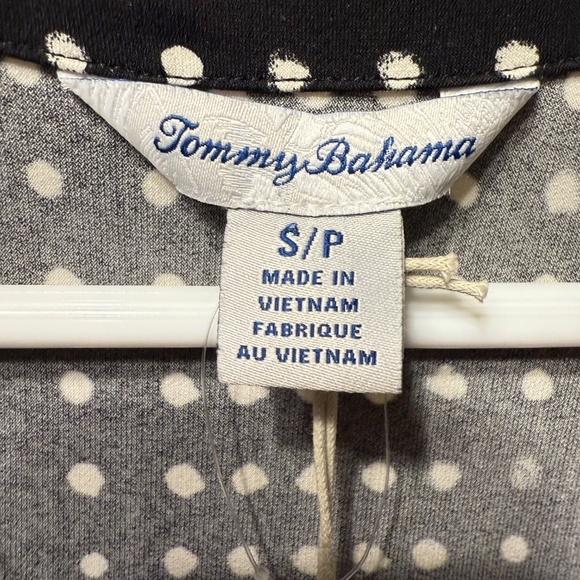 Tommy Bahama
S/P
MADE IN
VIETNAM
FABRIQUE
AU VIETNAM